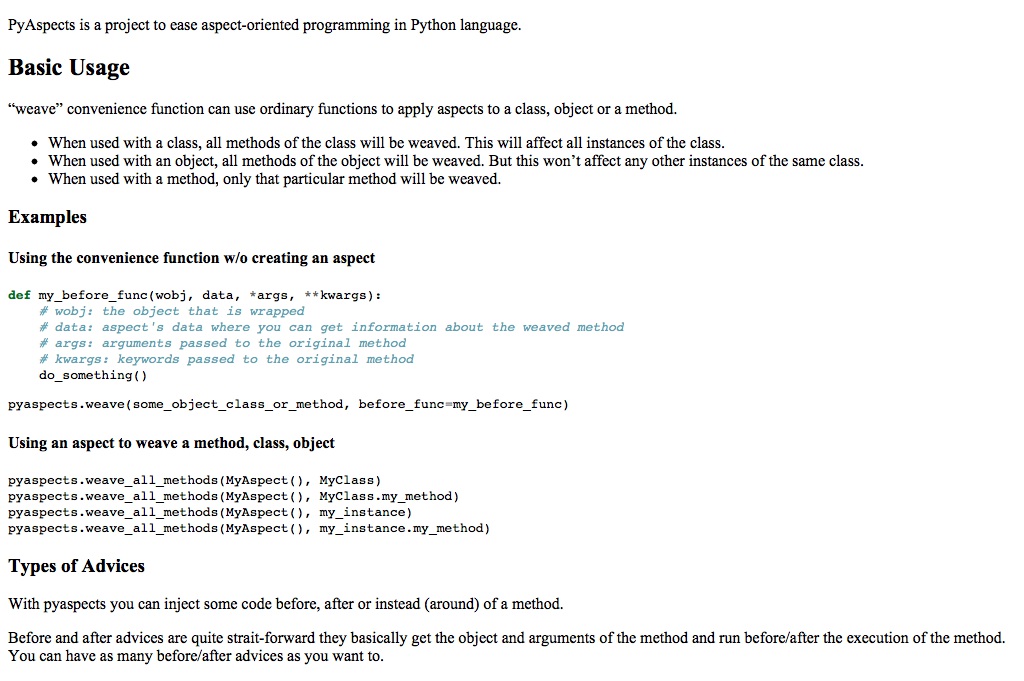 PyAspects is a project to ease aspect-oriented programming in Python language.
Basic Usage
“weave” convenience function can use ordinary functions to apply aspects to a class, object or a method.
• When used with a class, all methods of the class will be weaved. This will affect all instances of the class.
• When used with an object, all methods of the object will be weaved. But this won’t affect any other instances of the same class.
• When used with a method, only that particular method will be weaved.
Examples
Using the convenience function w/o creating an aspect
def my_before_func(wobj, data, *args, **kwargs):
    # wobj: the object that is wrapped
    # data: aspect's data where you can get information about the weaved method
    # args: arguments passed to the original method
    # kwargs: keywords passed to the original method
    do_something()
pyaspects.weave(some_object_class_or_method, before_func=my_before_func)
Using an aspect to weave a method, class, object
pyaspects.weave_all_methods(MyAspect(), MyClass)
pyaspects.weave_all_methods(MyAspect(), MyClass.my_method)
pyaspects.weave_all_methods(MyAspect(), my_instance)
pyaspects.weave_all_methods(MyAspect(), my_instance.my_method)
Types of Advices
With pyaspects you can inject some code before, after or instead (around) of a method.
Before and after advices are quite strait-forward they basically get the object and arguments of the method and run before/after the execution of the method.
You can have as many before/after advices as you want to.